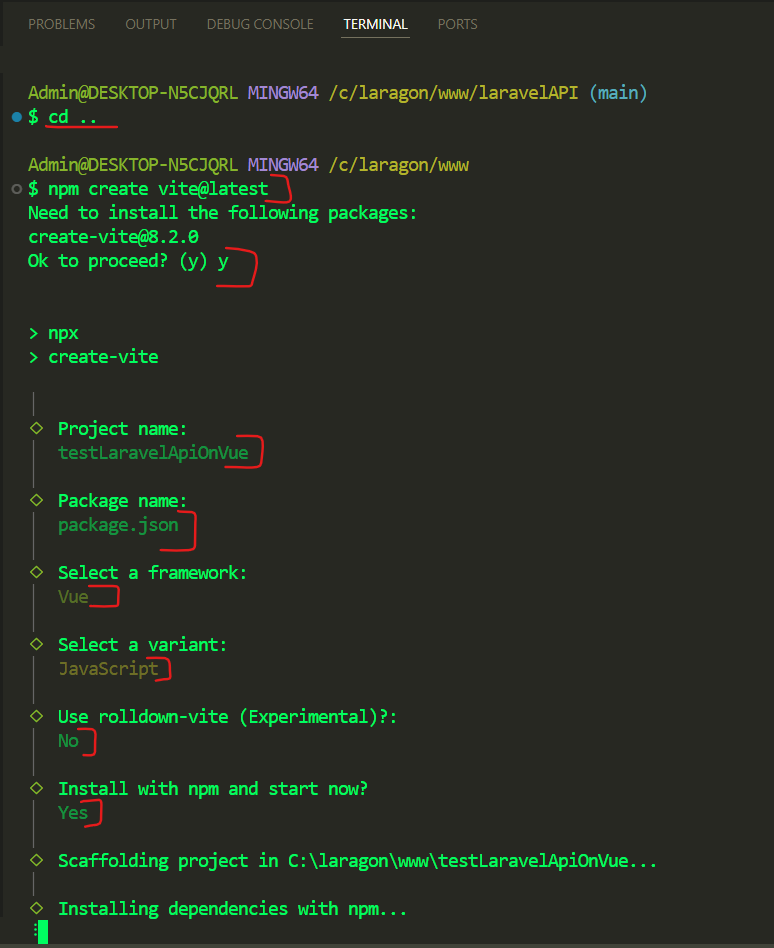 PROBLEMS OUTPUT DEBUG CONSOLE TERMINAL PORTS
Admin@DESKTOP-N5CJQRL MINGW64 /c/laragon/www/laravelAPI (main)
$ cd ..
Admin@DESKTOP-N5CJQRL MINGW64 /c/laragon/www
$ npm create vite@latest
Need to install the following packages:
create-vite@8.2.0
Ok to proceed? (y) y
> npx
> create-vite
Project name:
testLaravelApiOnVue
Package name:
package.json
Select a framework:
Vue
Select a variant:
JavaScript
Use rolldown-vite (Experimental)?:
No
Install with npm and start now?
Yes
Scaffolding project in C:\laragon\www\testLaravelApiOnVue...
Installing dependencies with npm...